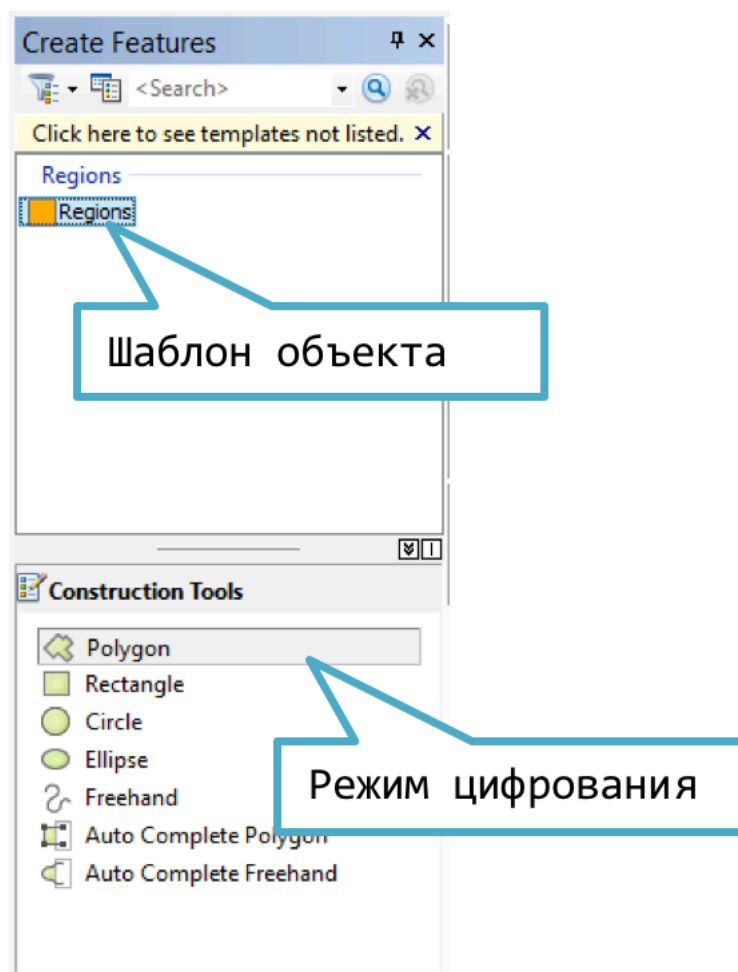 Create Features
<Search>
Click here to see templates not listed.
Regions
Regions
Шаблон объекта
Construction Tools
Polygon
Rectangle
Circle
Ellipse
Режим цифрования
Freehand
Auto Complete Polygon
Auto Complete Freehand